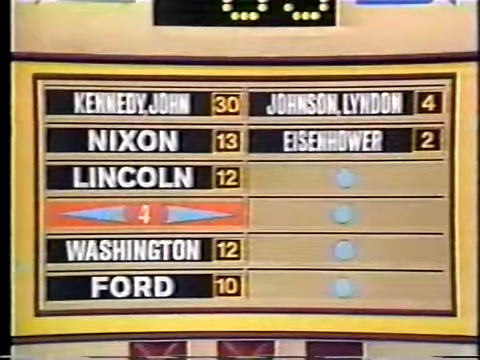 KENNEDY, JOHN 30
NIXON 13
LINCOLN 12
4
WASHINGTON 12
FORD 10
JOHNSON, LYNDON 4
EISENHOWER 2